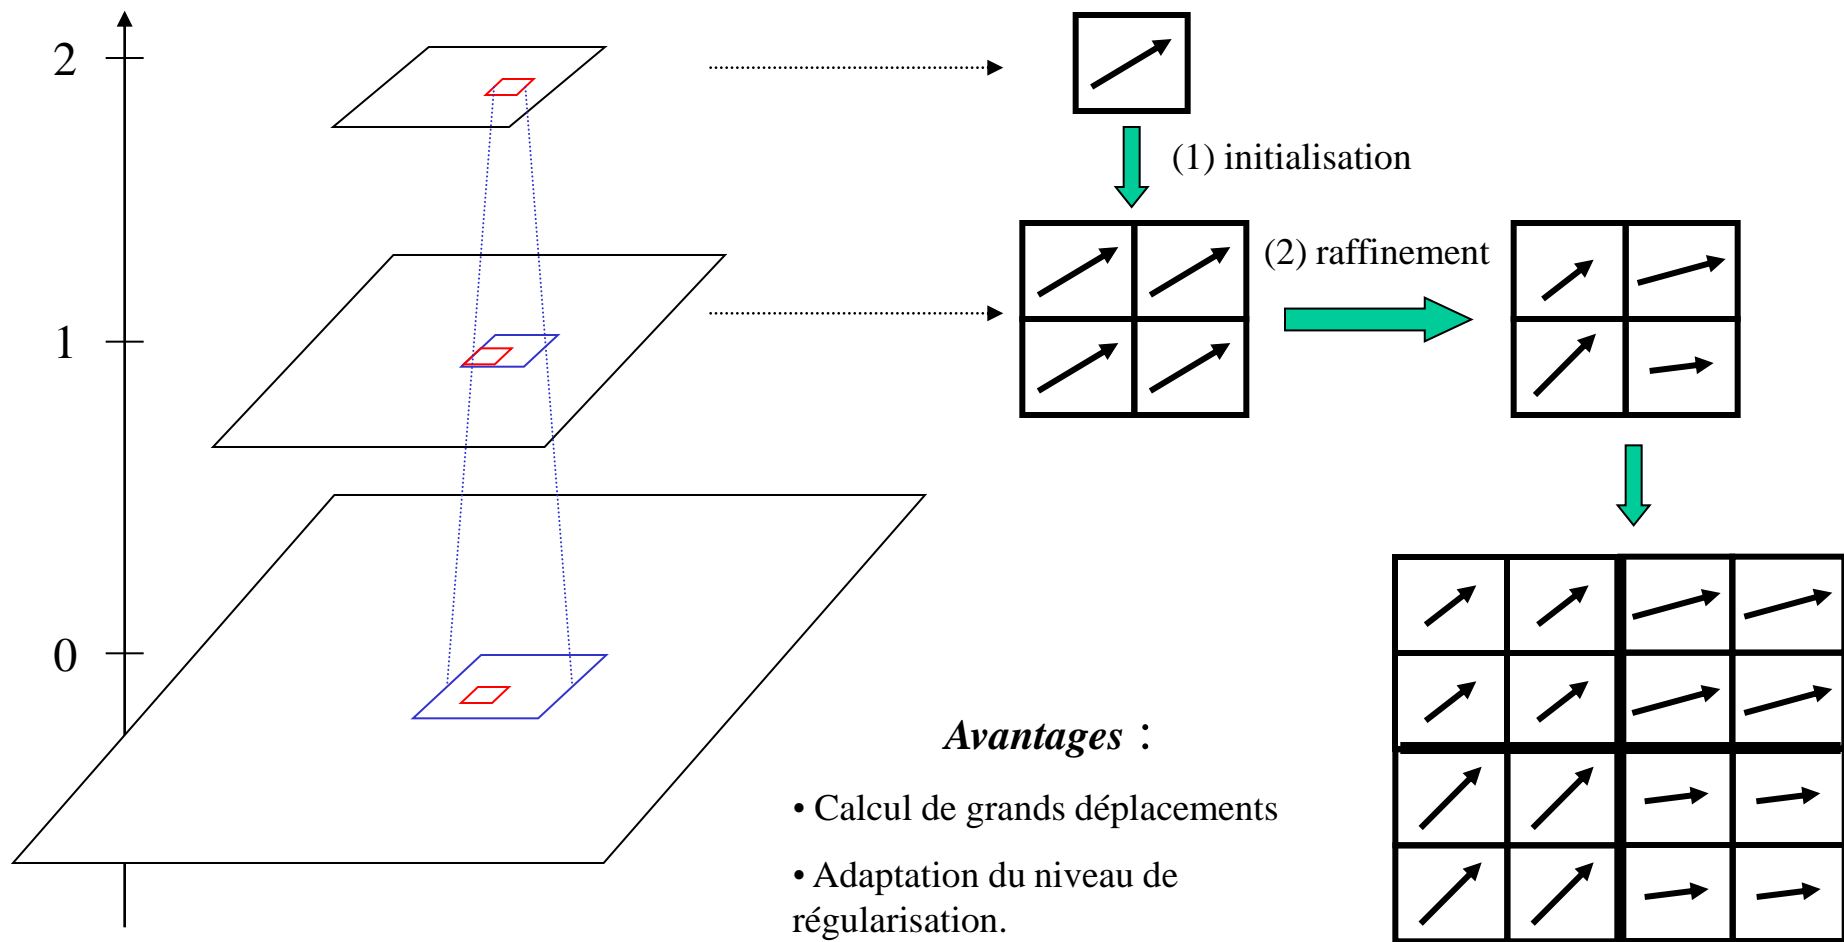 2
(1) initialisation
(2) raffinement
1
0
Avantages :
• Calcul de grands déplacements
• Adaptation du niveau de
régularisation.